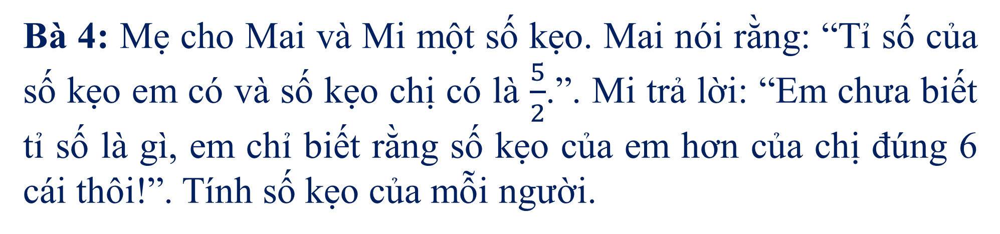 Bà 4: Mẹ cho Mai và Mi một số kẹo. Mai nói rằng: “Tỉ số của
số kẹo em có và số kẹo chị có là 5/2.”. Mi trả lời: “Em chưa biết
tỉ số là gì, em chỉ biết rằng số kẹo của em hơn của chị đúng 6
cái thôi!”. Tính số kẹo của mỗi người.